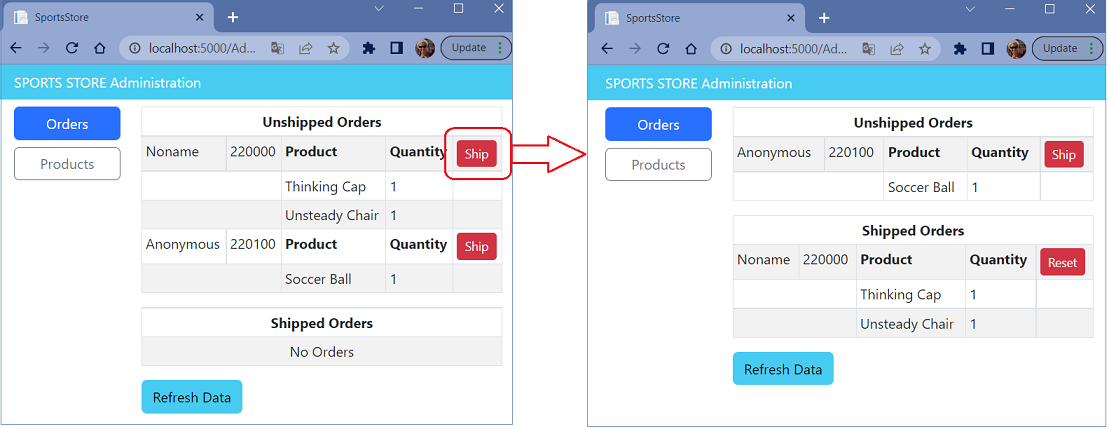 SportsStore
localhost:5000/Ad...
Update
SPORTS STORE Administration
Orders
Products
Unshipped Orders
Noname 220000 Product Quantity Ship
Thinking Cap 1
Unsteady Chair 1
Anonymous 220100 Product Quantity Ship
Soccer Ball 1
Shipped Orders
No Orders
Refresh Data
SportsStore
localhost:5000/Ad...
Update
SPORTS STORE Administration
Orders
Products
Unshipped Orders
Anonymous 220100 Product Quantity Ship
Soccer Ball 1
Shipped Orders
Noname 220000 Product Quantity Reset
Thinking Cap 1
Unsteady Chair 1
Refresh Data